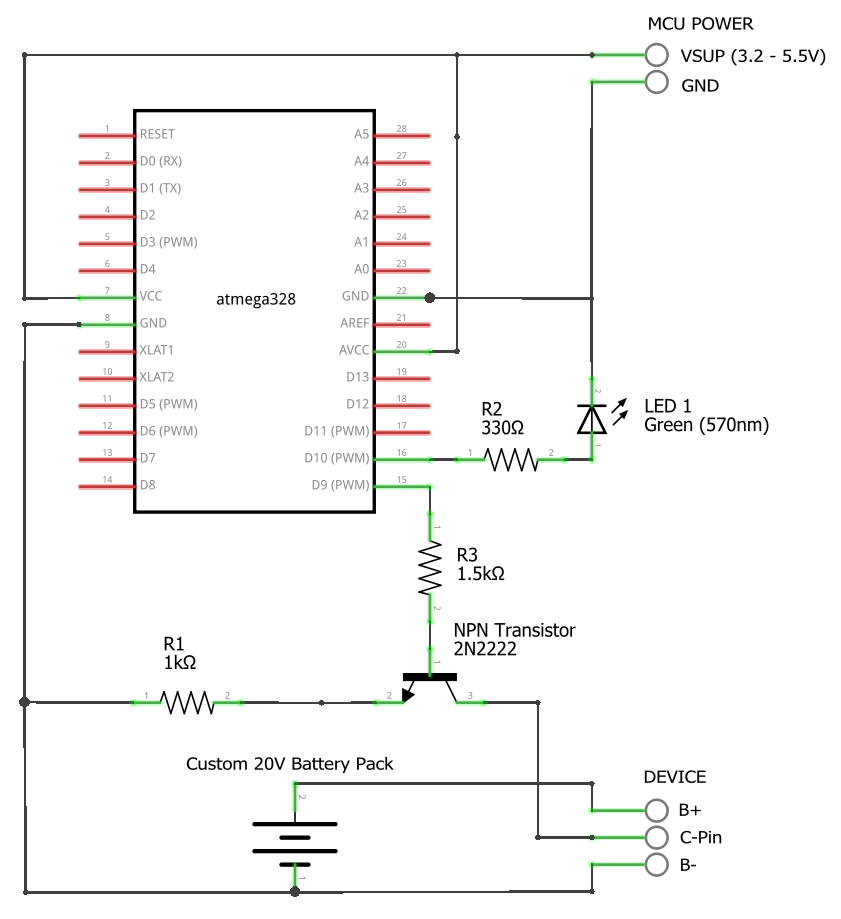 MCU POWER
VSUP (3.2 - 5.5V)
GND
1 RESET A5 28
2 D0 (RX) A4 27
3 D1 (TX) A3 26
4 D2 A2 25
5 D3 (PWM) A1 24
6 D4 A0 23
7 VCC atmega328 GND 22
8 GND AREF 21
9 XLAT1 AVCC 20
10 XLAT2 D13 19
11 D5 (PWM) D12 18
12 D6 (PWM) D11 (PWM) 17
13 D7 D10 (PWM) 16
14 D8 D9 (PWM) 15
2
LED 1
Green (570nm)
1
R2
330Ω
1 2
1
R3
1.5kΩ
2
NPN Transistor
2N2222
1
2 3
R1
1kΩ
1 2
Custom 20V Battery Pack
2
1
DEVICE
B+
C-Pin
B-